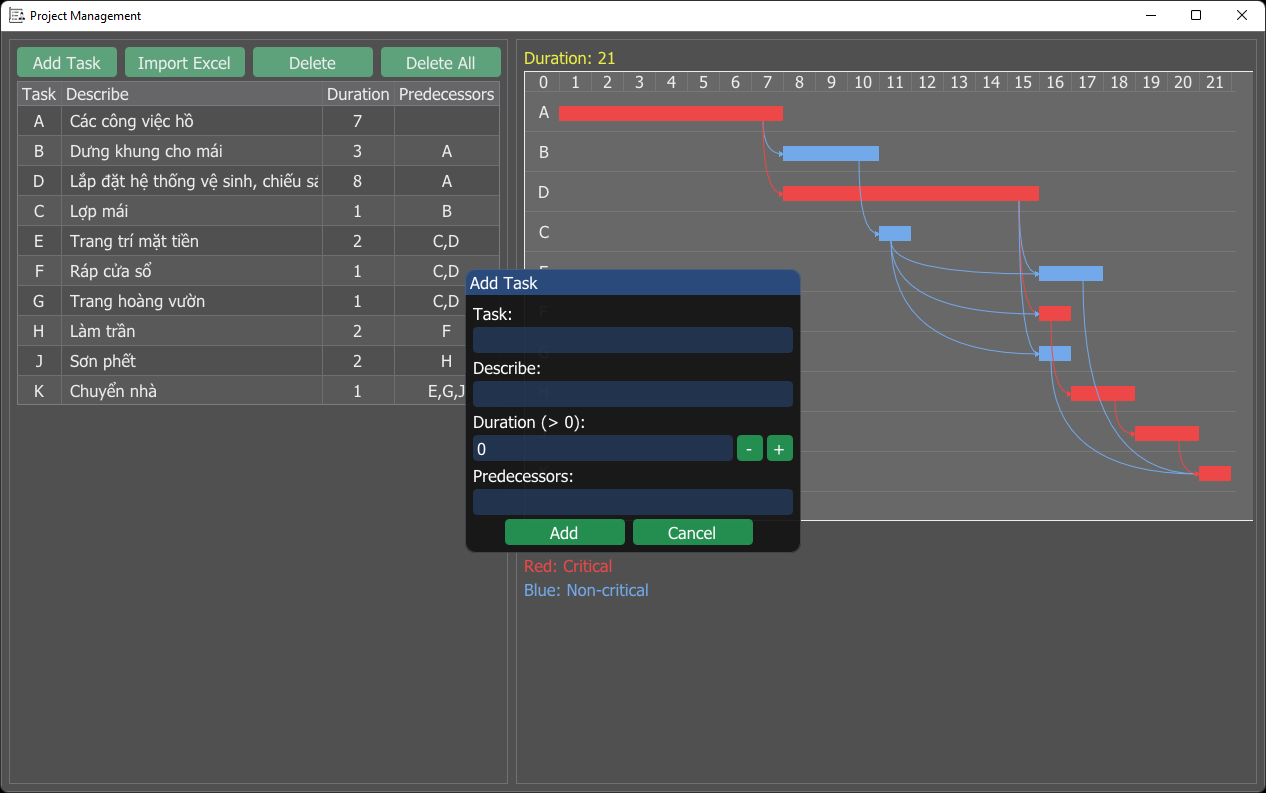 Project Management
Add Task Import Excel Delete Delete All
Task Describe Duration Predecessors
A Các công việc hồ 7
B Dưng khung cho mái 3 A
D Lắp đặt hệ thống vệ sinh, chiếu 8 A
C Lợp mái 1 B
E Trang trí mặt tiền 2 C,D
F Ráp cửa sổ 1 C,D
G Trang hoàng vườn 1 C,D
H Làm trần 2 F
J Sơn phết 2 H
K Chuyển nhà 1 E,G,J
Duration: 21
0 1 2 3 4 5 6 7 8 9 10 11 12 13 14 15 16 17 18 19 20 21
A
B
D
C
Add Task
Task:
Describe:
Duration (> 0):
0 - +
Predecessors:
Add Cancel
Red: Critical
Blue: Non-critical